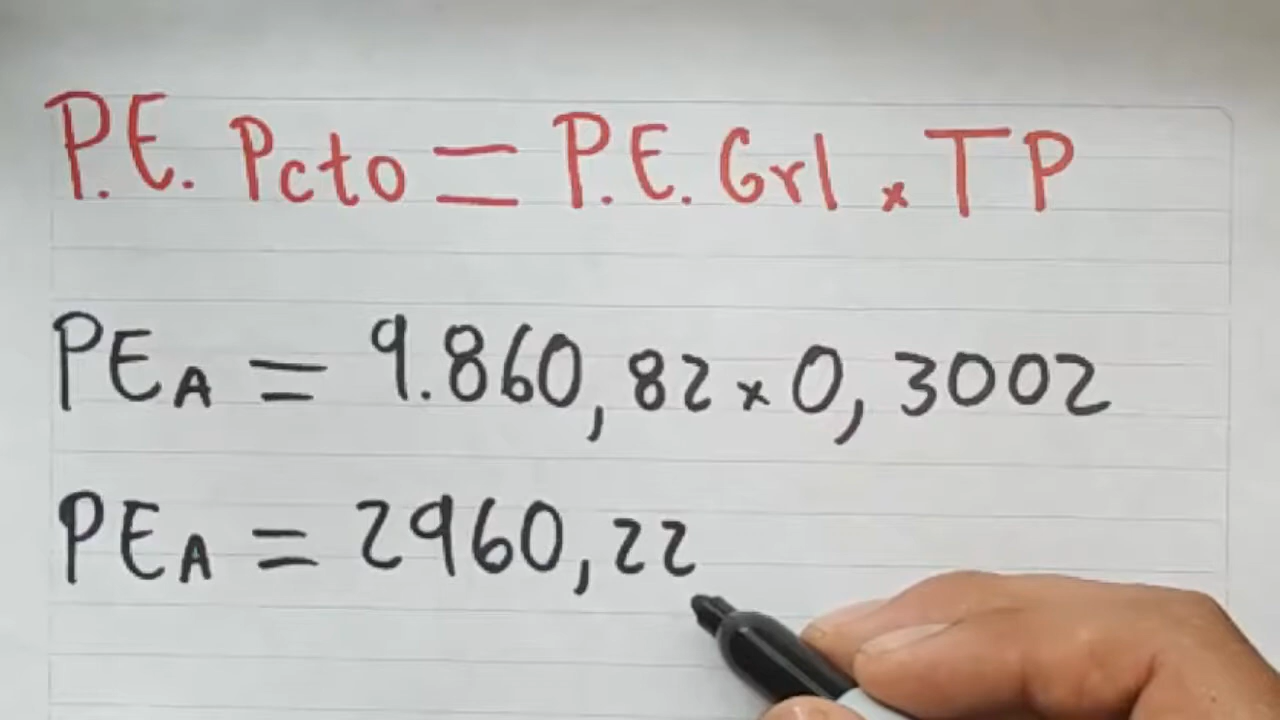 P.E. Pcto = P.E. Grl x TP
PEA = 9.860,82 x 0,3002
PEA = 2960,22